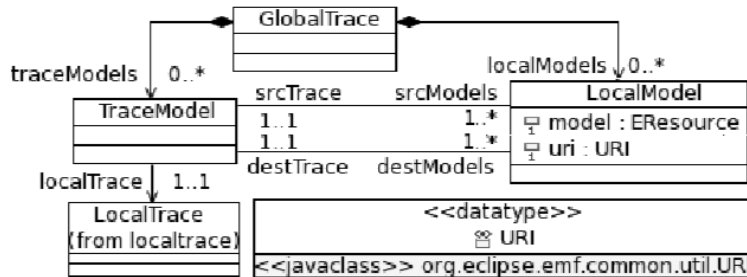 GlobalTrace
traceModels 0..*
localModels 0..*
TraceModel
srcTrace srcModels
LocalModel
1..1 1..*
model : EResource
1..1 1..*
uri : URI
destTrace destModels
localTrace 1..1
LocalTrace
(from localtrace)
<<datatype>>
URI
<<javaclass>> org.eclipse.emf.common.util.UR